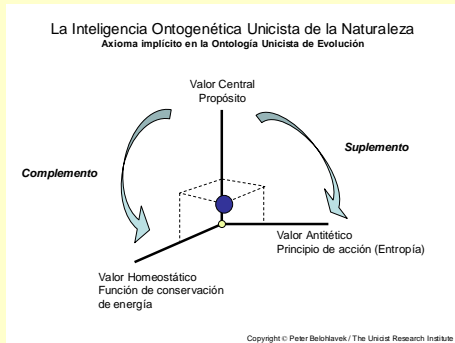 La Inteligencia Ontogenética Unicista de la Naturaleza
Axioma implícito en la Ontología Unicista de Evolución
Valor Central
Propósito
Complemento
Suplemento
Valor Antitético
Principio de acción (Entropía)
Valor Homeostático
Función de conservación
de energía
Copyright © Peter Belohlavek / The Unicist Research Institute